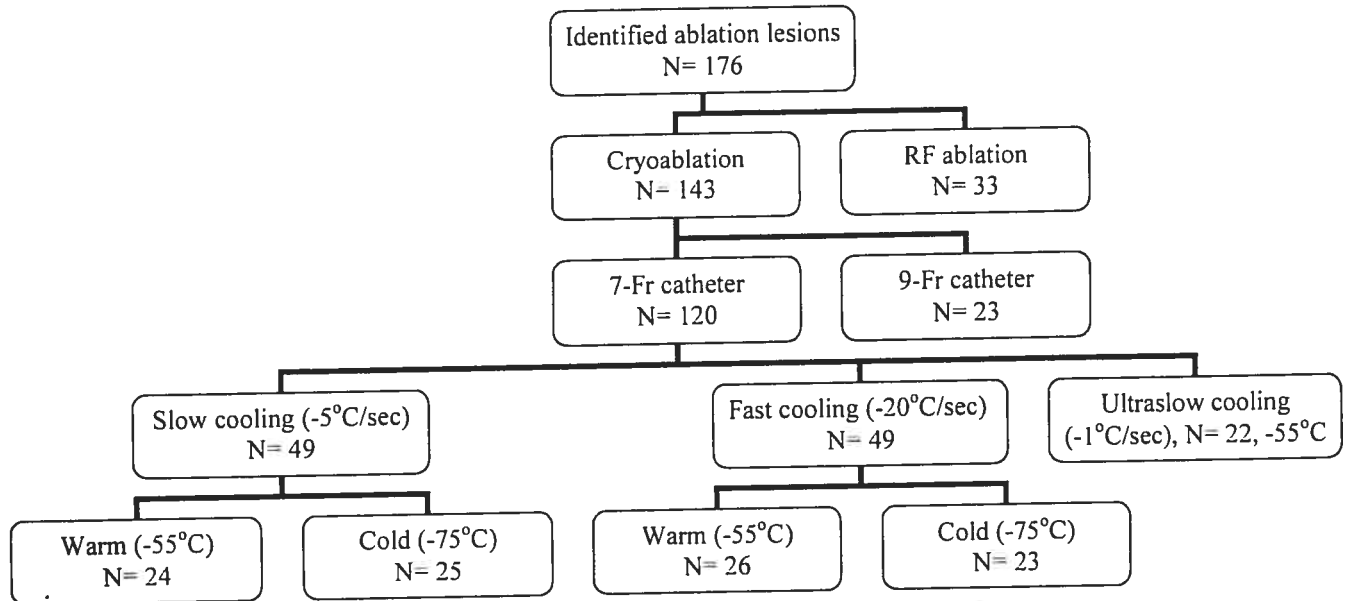 Identified ablation lesions
N= 176
Cryoablation
N= 143
RF ablation
N= 33
7-Fr catheter
N= 120
9-Fr catheter
N= 23
Slow cooling (-5°C/sec)
N= 49
Fast cooling (-20°C/sec)
N= 49
Ultraslow cooling
(-1°C/sec), N= 22, -55°C
Warm (-55°C)
N= 24
Cold (-75°C)
N= 25
Warm (-55°C)
N= 26
Cold (-75°C)
N= 23